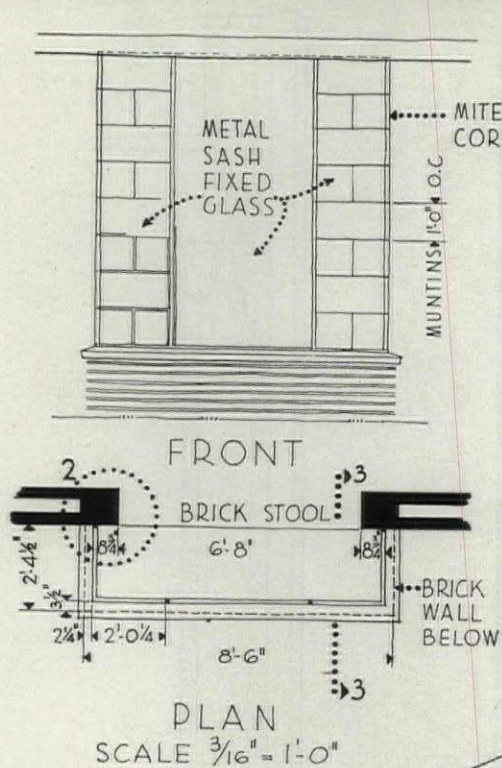 METAL
SASH
FIXED
GLASS
MITE
COR
MUNTINS 1'-0" O.C
FRONT
2
3
BRICK STOOL
8¾"
6'-8"
8¾"
2'-4½"
3½"
2¼"
2'-0¼
BRICK
WALL
BELOW
8'-6"
3
PLAN
SCALE 3/16" = 1'-0"